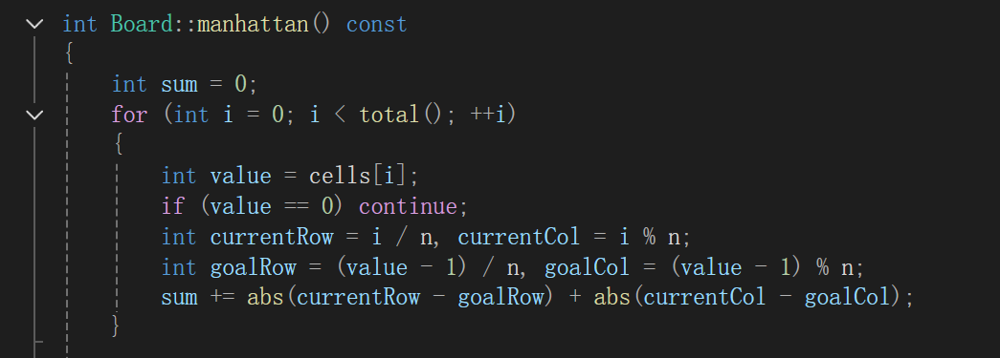 int Board::manhattan() const
{
    int sum = 0;
    for (int i = 0; i < total(); ++i)
    {
        int value = cells[i];
        if (value == 0) continue;
        int currentRow = i / n, currentCol = i % n;
        int goalRow = (value - 1) / n, goalCol = (value - 1) % n;
        sum += abs(currentRow - goalRow) + abs(currentCol - goalCol);
    }